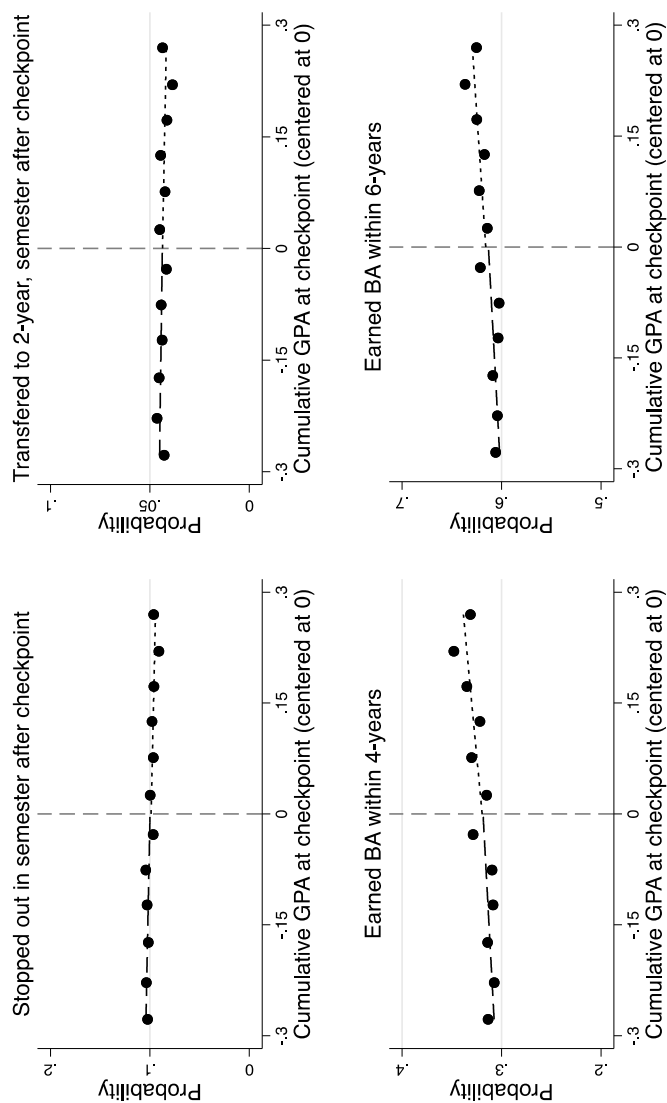 Stopped out in semester after checkpoint
Probability
.2
.1
0
-.3
-.15
0
.15
.3
Cumulative GPA at checkpoint (centered at 0)
Transfered to 2-year, semester after checkpoint
Probability
.1
.05
0
-.3
-.15
0
.15
.3
Cumulative GPA at checkpoint (centered at 0)
Earned BA within 4-years
Probability
.4
.3
.2
-.3
-.15
0
.15
.3
Cumulative GPA at checkpoint (centered at 0)
Earned BA within 6-years
Probability
.7
.6
.5
-.3
-.15
0
.15
.3
Cumulative GPA at checkpoint (centered at 0)